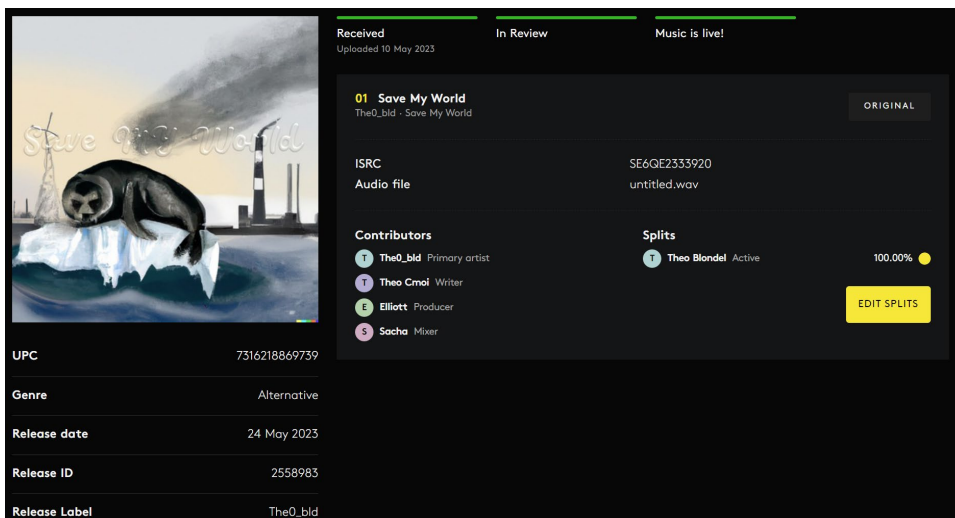 Save My World
UPC 7316218869739
Genre Alternative
Release date 24 May 2023
Release ID 2558983
Release Label The0_bld
Received In Review Music is live!
Uploaded 10 May 2023
01 Save My World
The0_bld · Save My World
ORIGINAL
ISRC SE6QE2333920
Audio file untitled.wav
Contributors
T The0_bld Primary artist
T Theo Cmoi Writer
E Elliott Producer
S Sacha Mixer
Splits
T Theo Blondel Active 100.00%
EDIT SPLITS